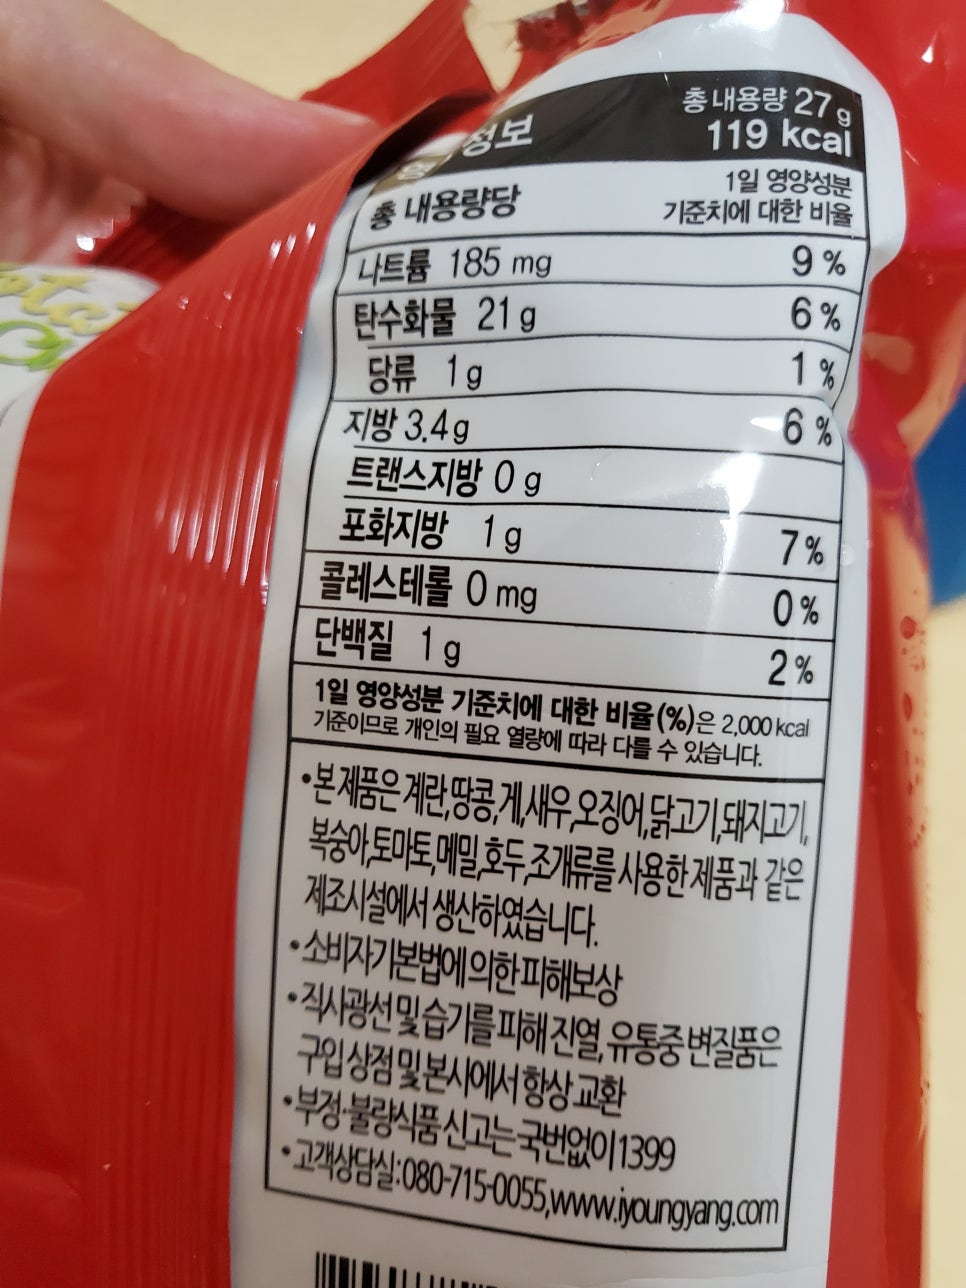 정보
총 내용량 27 g
119 kcal
총 내용량당
1일 영양성분
기준치에 대한 비율
나트륨 185 mg 9 %
탄수화물 21 g 6 %
당류 1 g 1 %
지방 3.4 g 6 %
트랜스지방 0 g
포화지방 1 g 7 %
콜레스테롤 0 mg 0 %
단백질 1 g 2 %
1일 영양성분 기준치에 대한 비율(%)은 2,000 kcal
기준이므로 개인의 필요 열량에 따라 다를 수 있습니다.
•본 제품은 계란,땅콩,게,새우,오징어,닭고기,돼지고기,
복숭아,토마토,메밀,호두,조개류를 사용한 제품과 같은
제조시설에서 생산하였습니다.
•소비자기본법에 의한 피해보상
•직사광선 및 습기를 피해 진열, 유통중 변질품은
구입 상점 및 본사에서 항상 교환
•부정·불량식품 신고는 국번없이 1399
•고객상담실:080-715-0055,www.iyoungyang.com